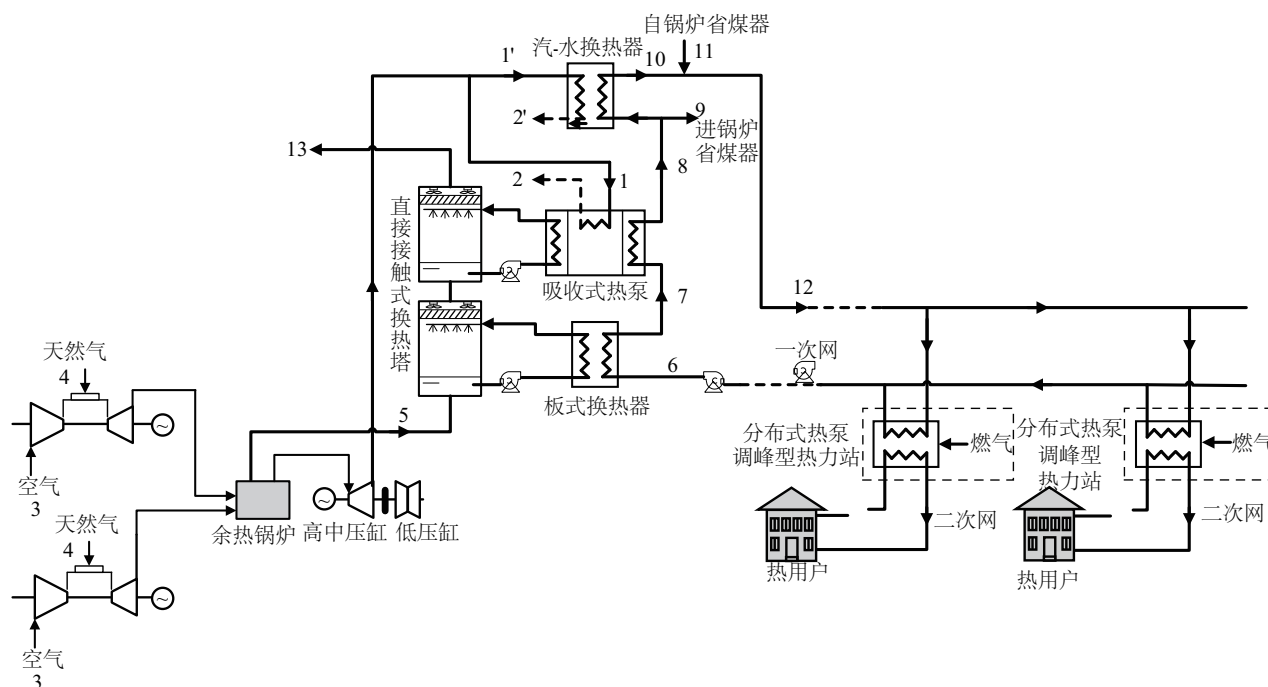 自锅炉省煤器
汽-水换热器
1'
10
11
2'
9
进锅炉
省煤器
13
8
2
1
直接接触式换热塔
吸收式热泵
7
12
天然气
4
一次网
6
板式换热器
5
分布式热泵
调峰型热力站
燃气
分布式热泵
调峰型
热力站
燃气
~
空气
3
天然气
4
余热锅炉
~
高中压缸
低压缸
二次网
二次网
热用户
热用户
~
空气
3